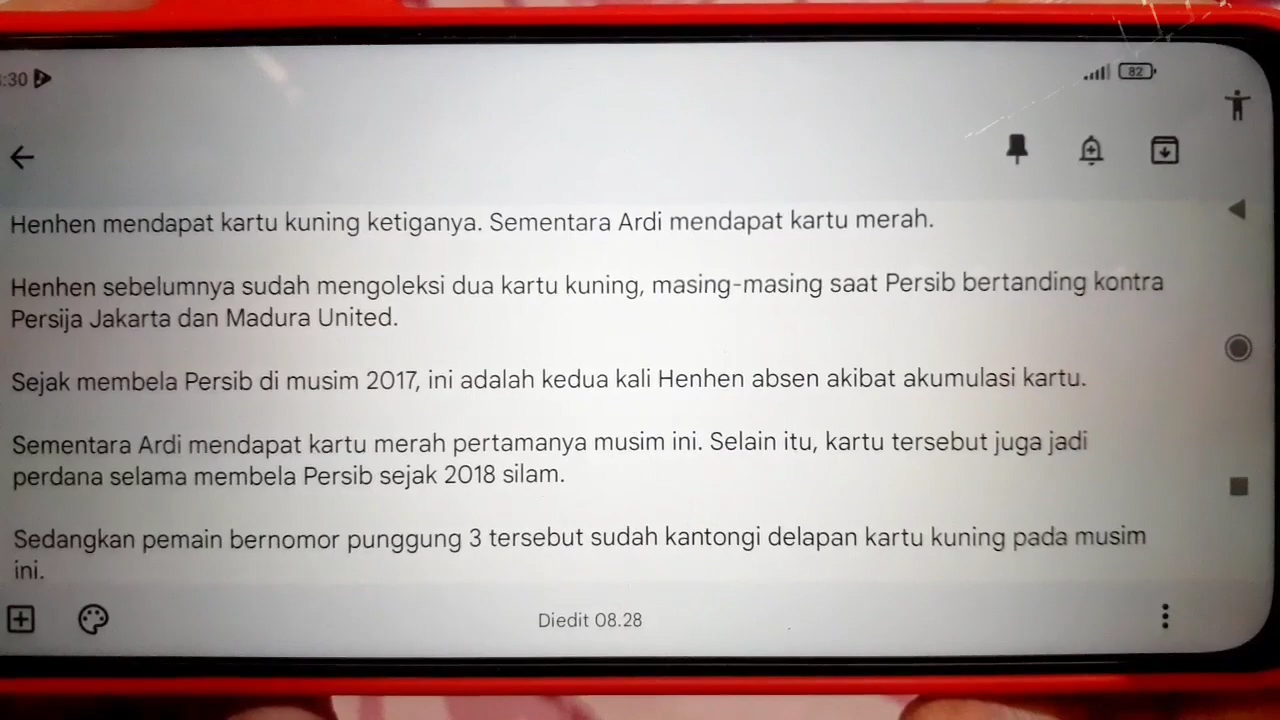 :30
82
Henhen mendapat kartu kuning ketiganya. Sementara Ardi mendapat kartu merah.
Henhen sebelumnya sudah mengoleksi dua kartu kuning, masing-masing saat Persib bertanding kontra
Persija Jakarta dan Madura United.
Sejak membela Persib di musim 2017, ini adalah kedua kali Henhen absen akibat akumulasi kartu.
Sementara Ardi mendapat kartu merah pertamanya musim ini. Selain itu, kartu tersebut juga jadi
perdana selama membela Persib sejak 2018 silam.
Sedangkan pemain bernomor punggung 3 tersebut sudah kantongi delapan kartu kuning pada musim
ini.
Diedit 08.28